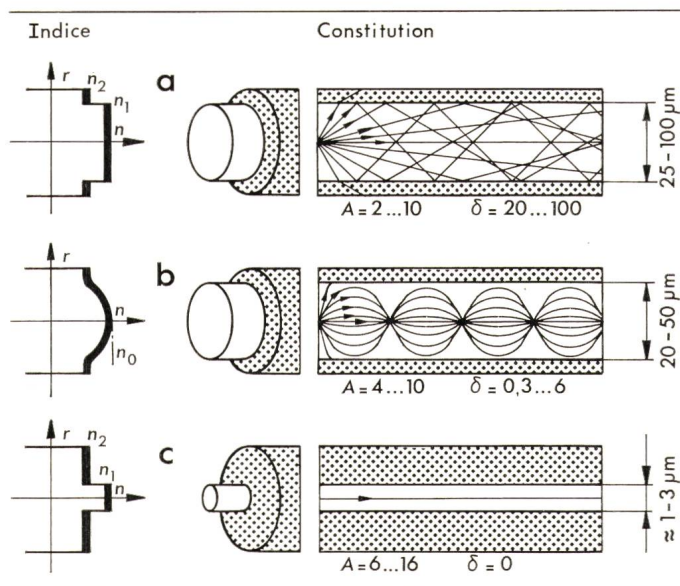 Indice Constitution
r n2 a
n1
n
25–100 µm
A = 2...10 δ = 20...100
r b
n
n0
20–50 µm
A = 4...10 δ = 0,3...6
r n2 c
n1
n
≈ 1–3 µm
A = 6...16 δ = 0